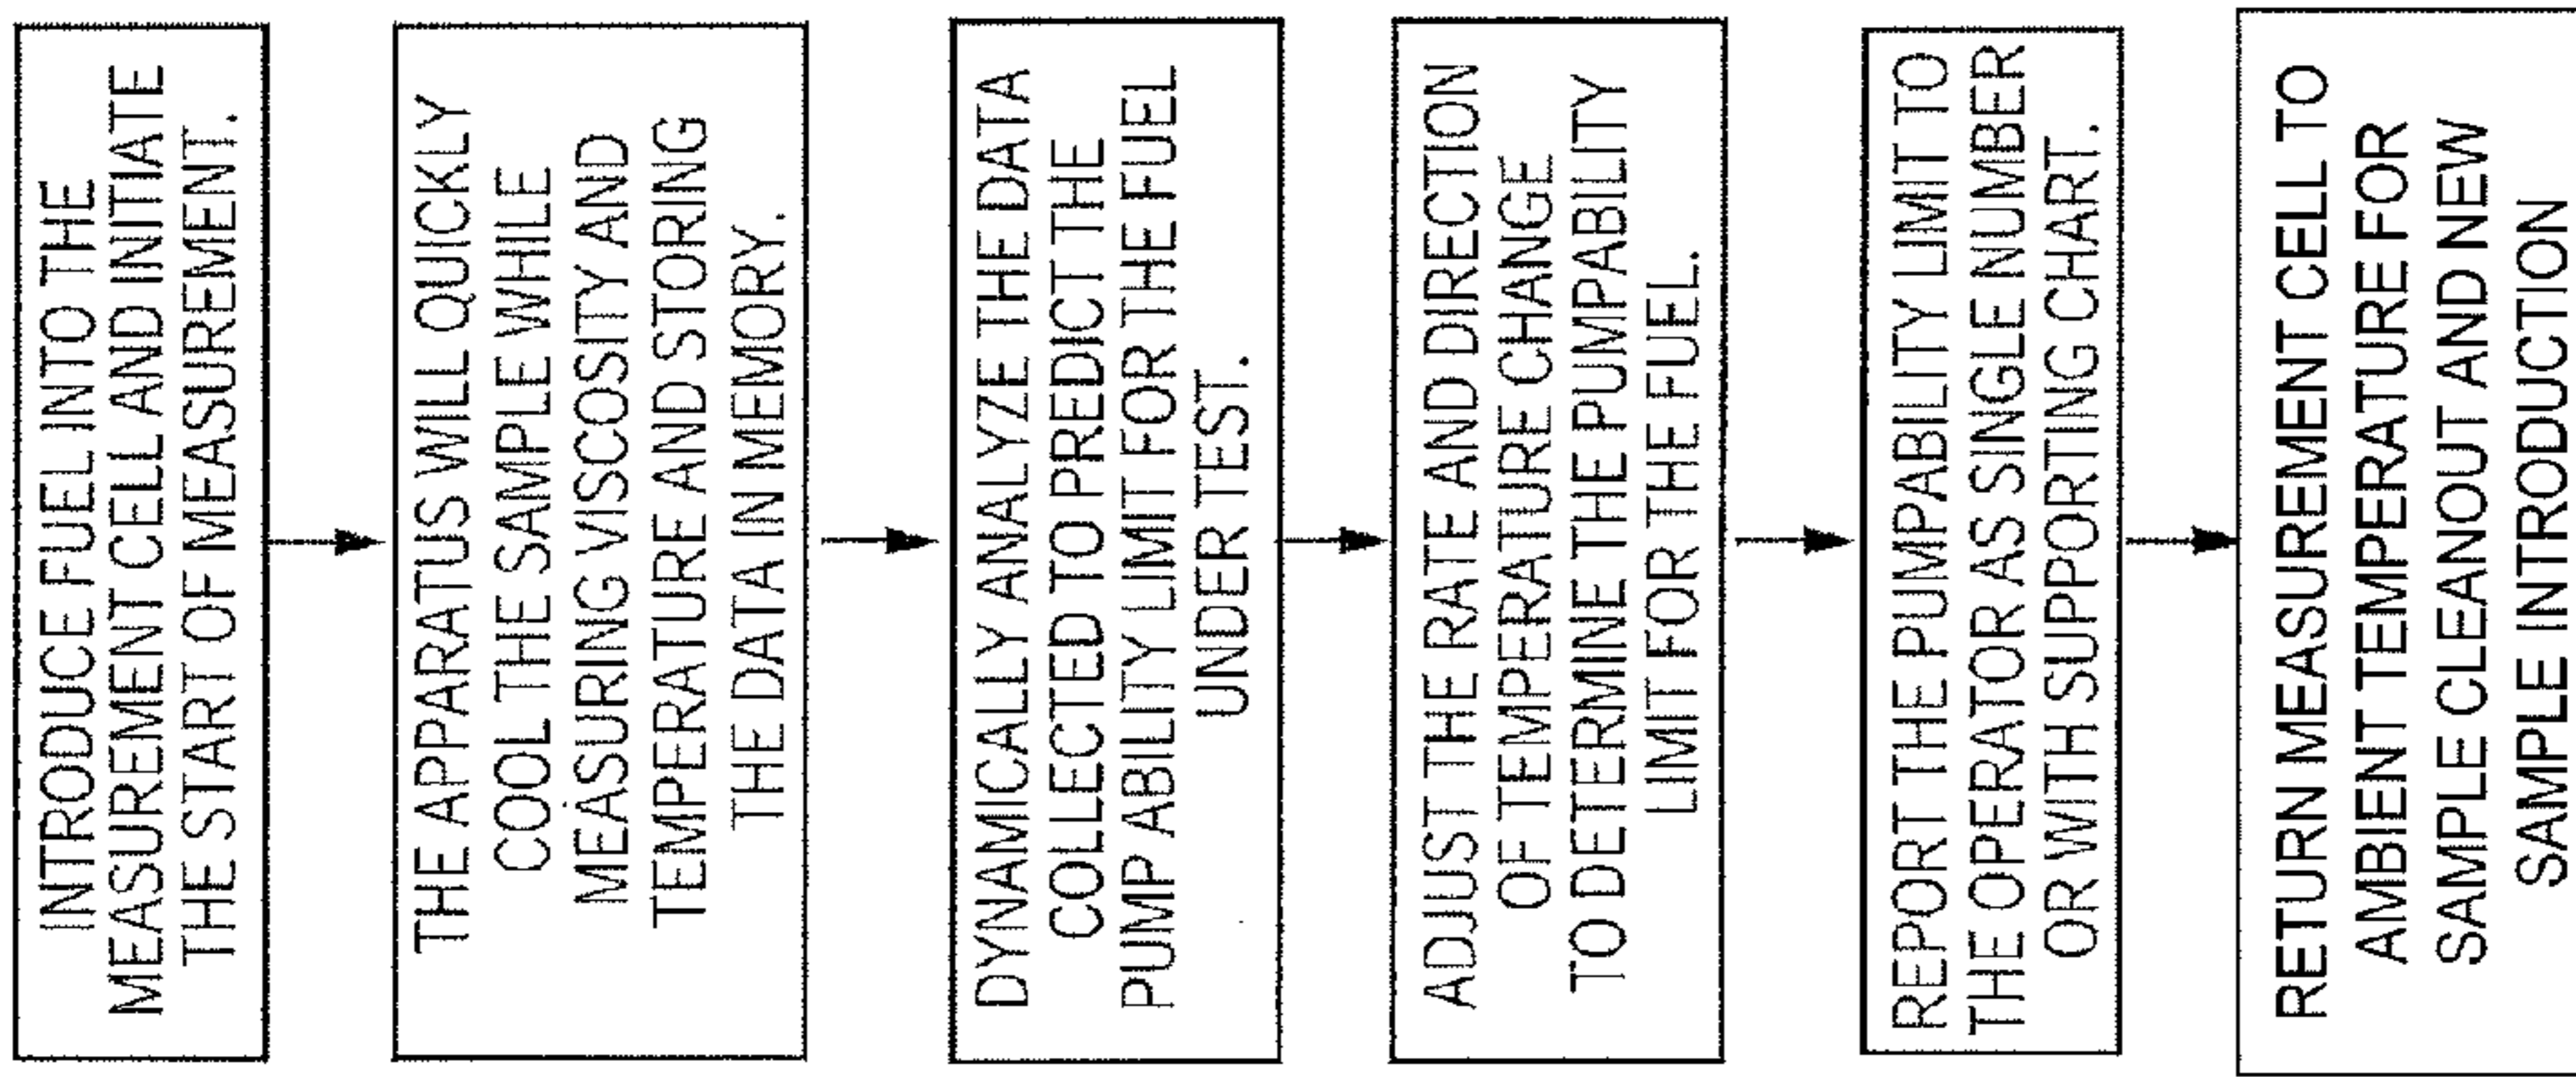 INTRODUCE FUEL INTO THE
MEASUREMENT CELL AND INITIATE
THE START OF MEASUREMENT.
THE APPARATUS WILL QUICKLY
COOL THE SAMPLE WHILE
MEASURING VISCOSITY AND
TEMPERATURE AND STORING
THE DATA IN MEMORY.
DYNAMICALLY ANALYZE THE DATA
COLLECTED TO PREDICT THE
PUMP ABILITY LIMIT FOR THE FUEL
UNDER TEST.
ADJUST THE RATE AND DIRECTION
OF TEMPERATURE CHANGE
TO DETERMINE THE PUMPABILITY
LIMIT FOR THE FUEL.
REPORT THE PUMPABILITY LIMIT TO
THE OPERATOR AS SINGLE NUMBER
OR WITH SUPPORTING CHART.
RETURN MEASUREMENT CELL TO
AMBIENT TEMPERATURE FOR
SAMPLE CLEANOUT AND NEW
SAMPLE INTRODUCTION